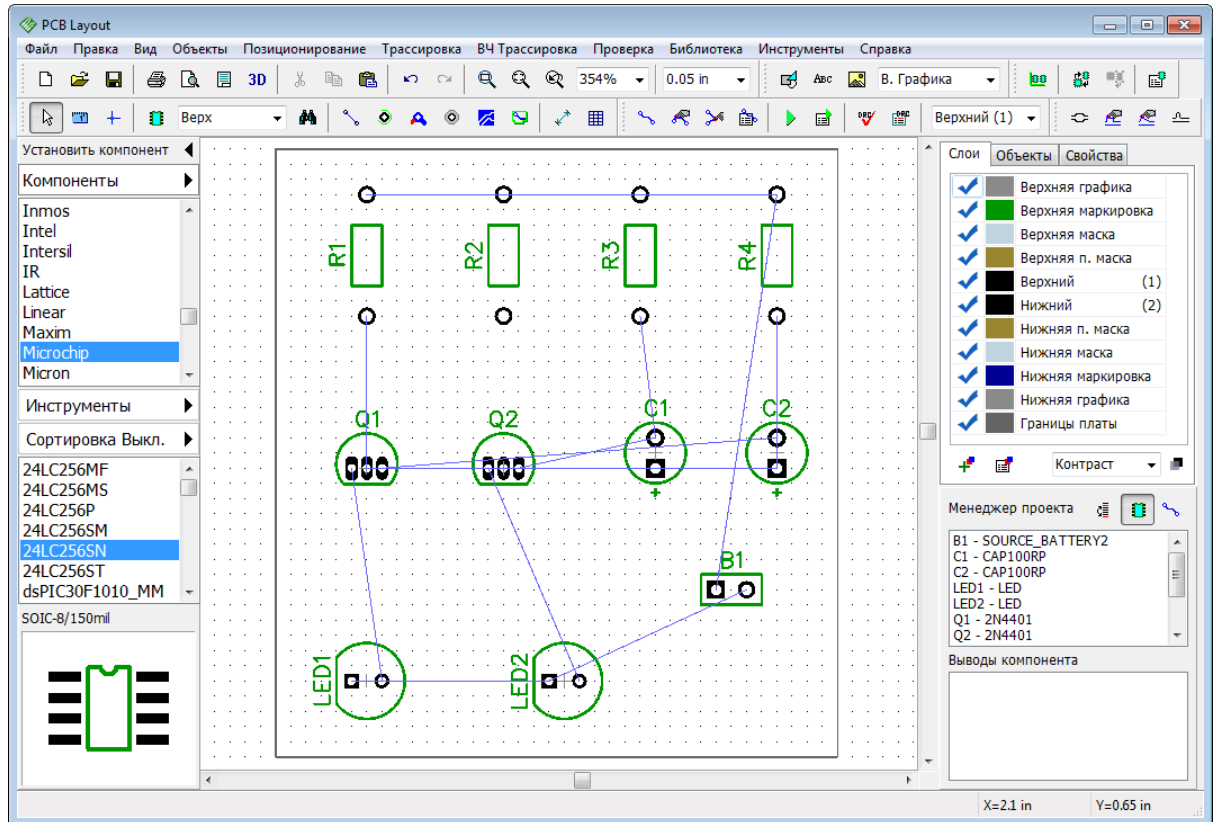 PCB Layout
Файл Правка Вид Объекты Позиционирование Трассировка ВЧ Трассировка Проверка Библиотека Инструменты Справка
3D 354% 0.05 in ABC В. Графика
Верх DRC DRC Верхний (1)
Установить компонент
Компоненты
Inmos
Intel
Intersil
IR
Lattice
Linear
Maxim
Microchip
Micron
Инструменты
Сортировка Выкл.
24LC256MF
24LC256MS
24LC256P
24LC256SM
24LC256SN
24LC256ST
dsPIC30F1010_MM
SOIC-8/150mil
R1 R2 R3 R4
Q1 Q2 C1 C2
+ +
B1
LED1 LED2
Слои Объекты Свойства
Верхняя графика
Верхняя маркировка
Верхняя маска
Верхняя п. маска
Верхний (1)
Нижний (2)
Нижняя п. маска
Нижняя маска
Нижняя маркировка
Нижняя графика
Границы платы
Контраст
Менеджер проекта
B1 - SOURCE_BATTERY2
C1 - CAP100RP
C2 - CAP100RP
LED1 - LED
LED2 - LED
Q1 - 2N4401
Q2 - 2N4401
Выводы компонента
X=2.1 in Y=0.65 in